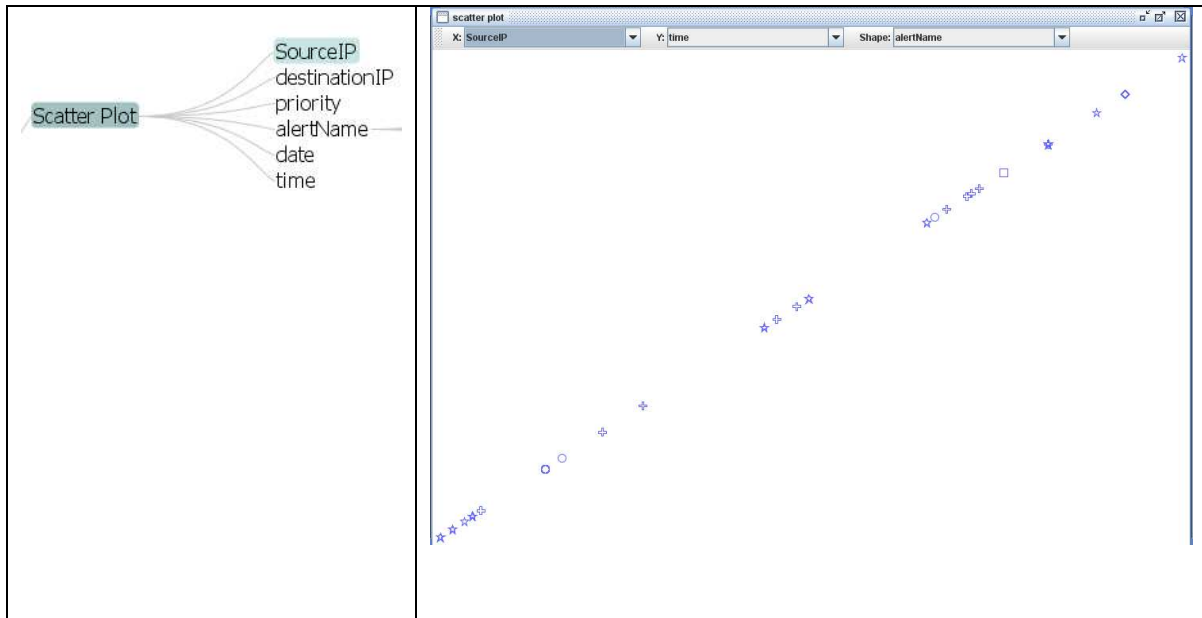 Scatter Plot
SourceIP
destinationIP
priority
alertName
date
time
scatter plot
X: SourceIP Y: time Shape: alertName